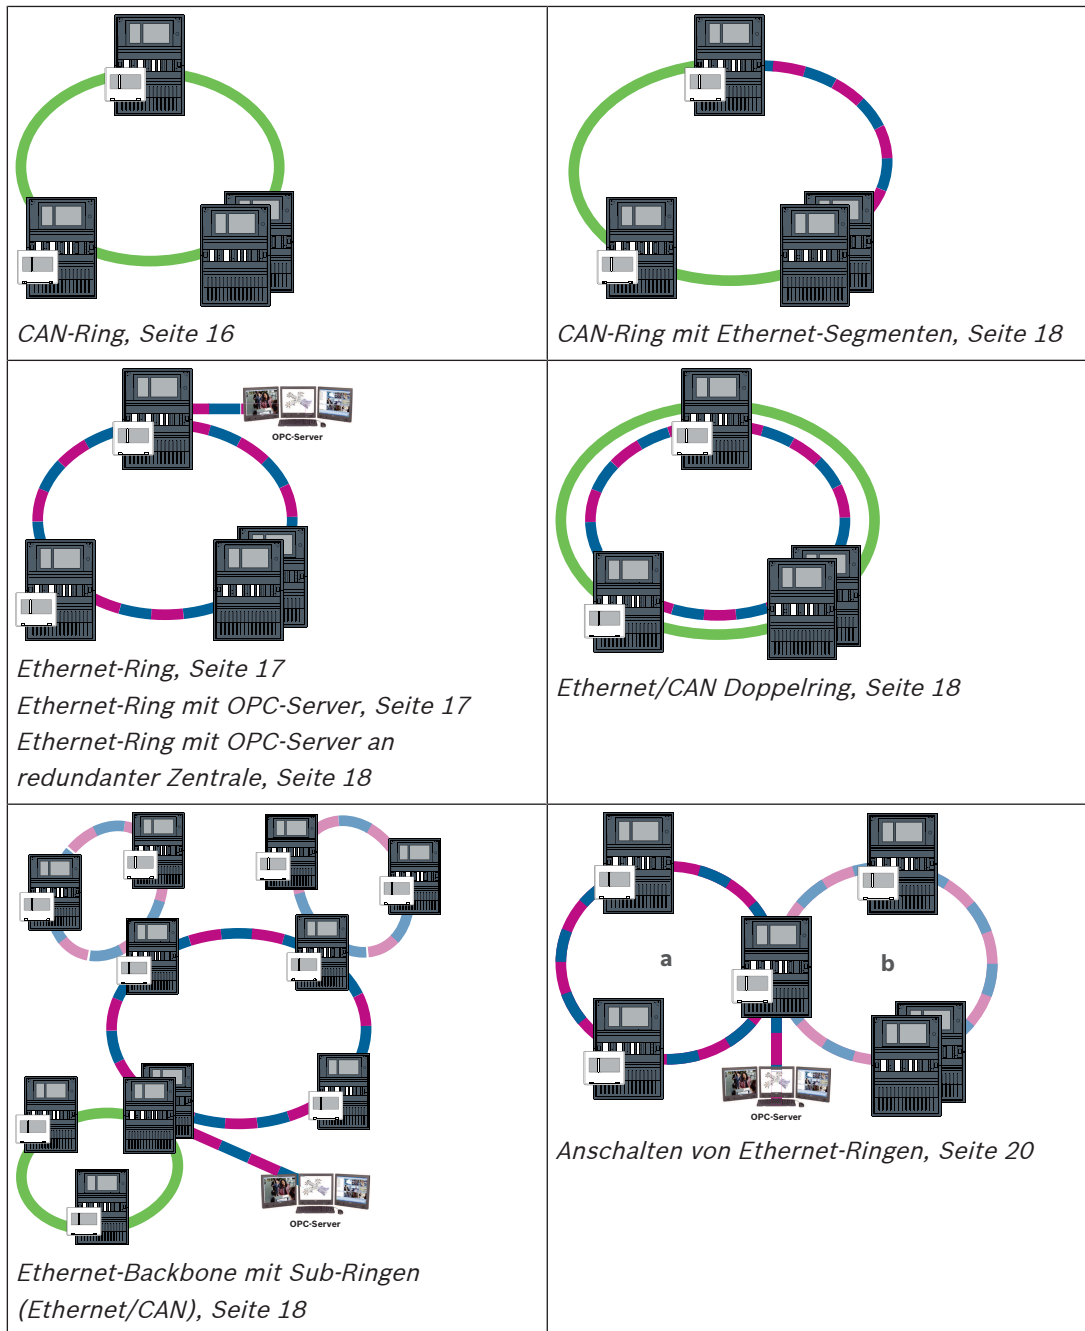 CAN-Ring, Seite 16
CAN-Ring mit Ethernet-Segmenten, Seite 18
OPC-Server
Ethernet-Ring, Seite 17
Ethernet-Ring mit OPC-Server, Seite 17
Ethernet-Ring mit OPC-Server an
redundanter Zentrale, Seite 18
Ethernet/CAN Doppelring, Seite 18
OPC-Server
Ethernet-Backbone mit Sub-Ringen
(Ethernet/CAN), Seite 18
a
b
OPC-Server
Anschalten von Ethernet-Ringen, Seite 20